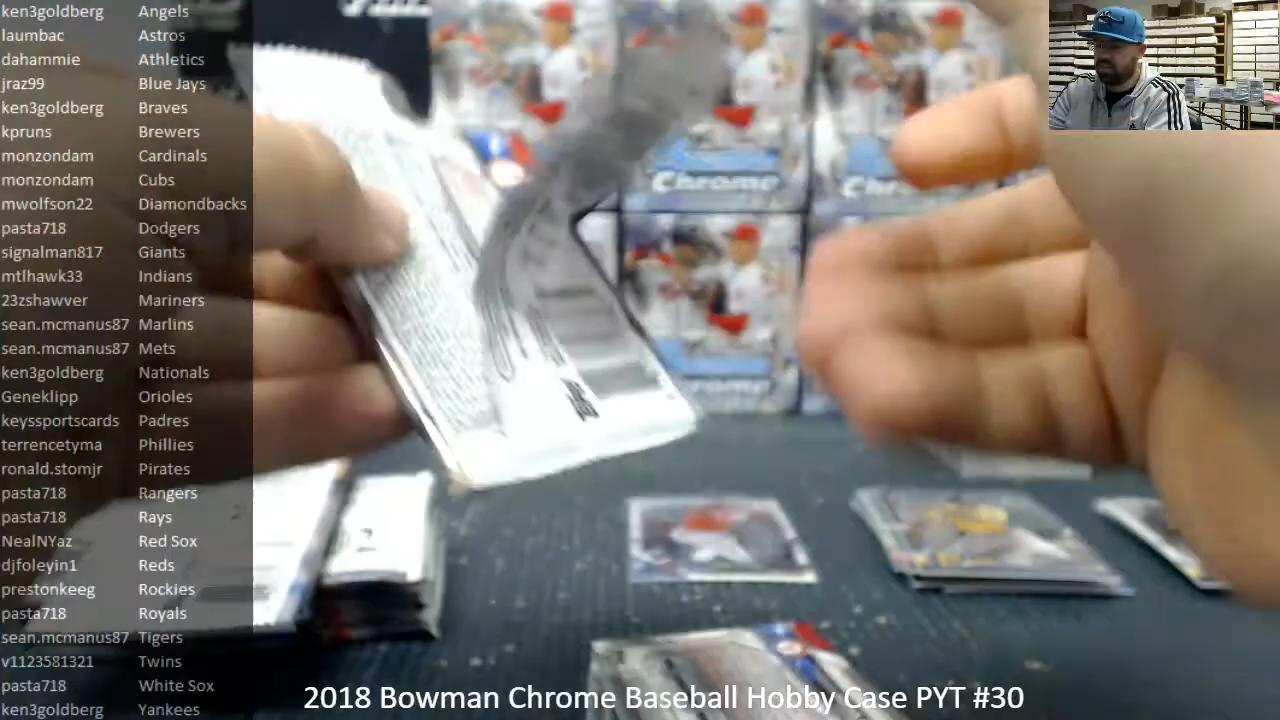 ken3goldberg Angels
laumbac Astros
dahammie Athletics
jraz99 Blue Jays
ken3goldberg Braves
kpruns Brewers
monzondam Cardinals
monzondam Cubs
mwolfson22 Diamondbacks
pasta718 Dodgers
signalman817 Giants
mtlhawk33 Indians
23zshawver Mariners
sean.mcmanus87 Marlins
sean.mcmanus87 Mets
ken3goldberg Nationals
Geneklipp Orioles
keyssportscards Padres
terrencetyma Phillies
ronald.stomjr Pirates
pasta718 Rangers
pasta718 Rays
NealNYaz Red Sox
djfoleyin1 Reds
prestonkeeg Rockies
pasta718 Royals
sean.mcmanus87 Tigers
v1123581321 Twins
pasta718 White Sox
ken3goldberg Yankees
Chrome
Chrome
2018 Bowman Chrome Baseball Hobby Case PYT #30